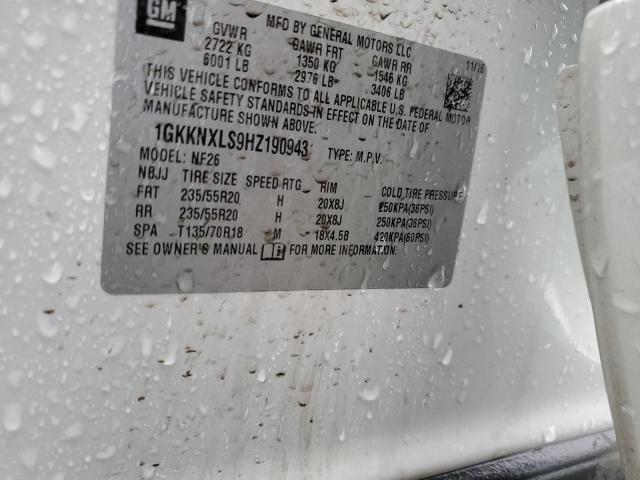 GM
MFD BY GENERAL MOTORS LLC
11/16
GVWR GAWR FRT GAWR RR
2722 KG 1350 KG 1546 KG
6001 LB 2976 LB 3406 LB
THIS VEHICLE CONFORMS TO ALL APPLICABLE U.S. FEDERAL MOTOR
VEHICLE SAFETY STANDARDS IN EFFECT ON THE DATE OF
MANUFACTURE SHOWN ABOVE.
1GKKNXLS9HZ190943 TYPE: M.P.V.
MODEL: NF26
NBJJ TIRE SIZE SPEED RTG RIM COLD TIRE PRESSURE
FRT 235/55R20 H 20X8J 250KPA(36PSI)
RR 235/55R20 H 20X8J 250KPA(36PSI)
SPA T135/70R18 M 18X4.5B 420KPA(60PSI)
SEE OWNER'S MANUAL FOR MORE INFORMATION.